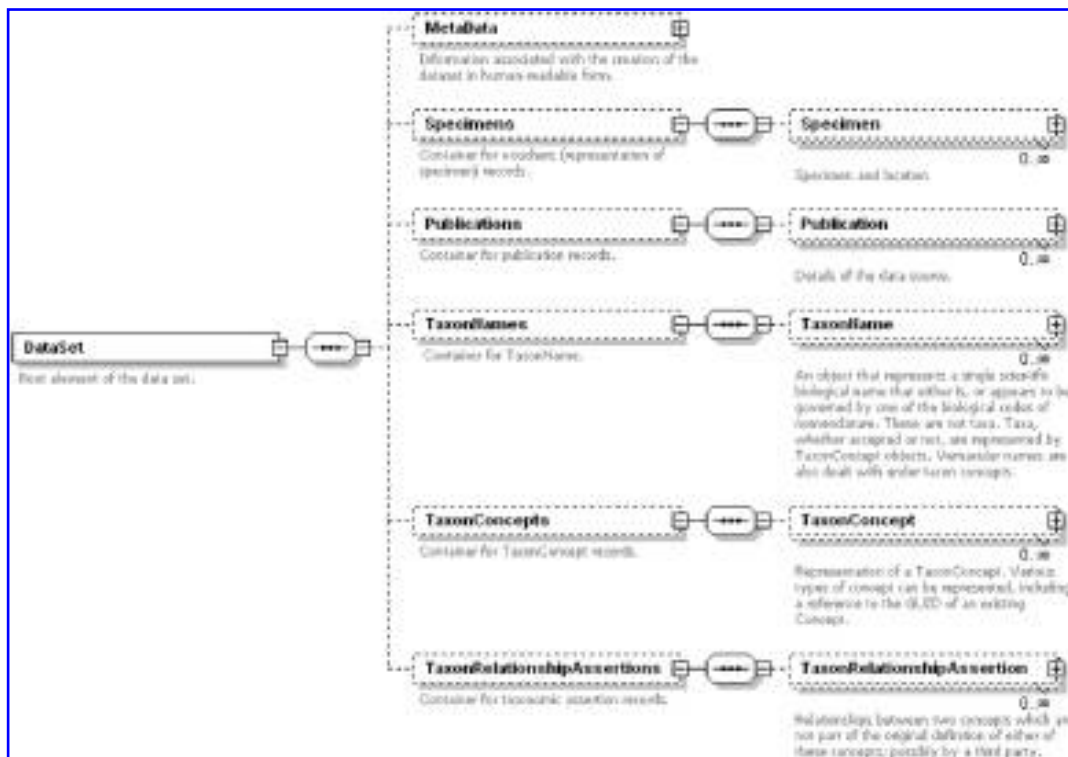 MetaData
Information associated with the creation of the
dataset in human readable form.
Specimens
Container for vouchers (representation of
specimen) records.
Specimen
0..∞
Specimen and location.
Publications
Container for publication records.
Publication
0..∞
Details of the data source.
DataSet
Root element of the data set.
TaxonNames
Container for TaxonName.
TaxonName
0..∞
An object that represents a single scientific
biological name that either is, or appears to be
governed by one of the biological codes of
nomenclature. These are not taxa. Taxa,
whether accepted or not, are represented by
TaxonConcept objects. Vernacular names are
also dealt with under taxon concepts.
TaxonConcepts
Container for TaxonConcept records.
TaxonConcept
0..∞
Representation of a TaxonConcept. Various
types of concept can be represented, including
a reference to the GUID of an existing
Concept.
TaxonRelationshipAssertions
Container for taxonomic assertion records.
TaxonRelationshipAssertion
0..∞
Relationships between two concepts which are
not part of the original definition of either of
these concepts; possibly by a third party.